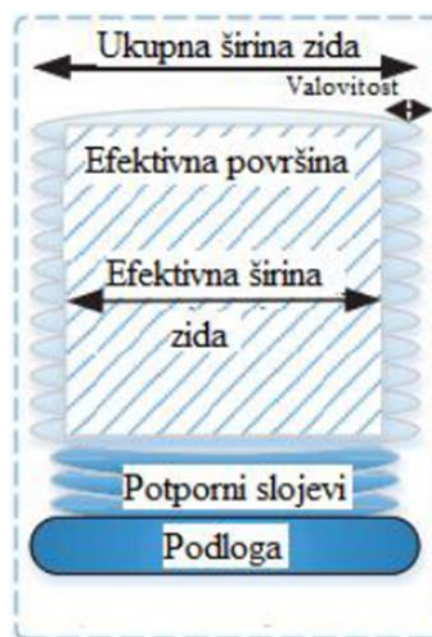 Ukupna širina zida
Valovitost
Efektivna površina
Efektivna širina
zida
Potporni slojevi
Podloga